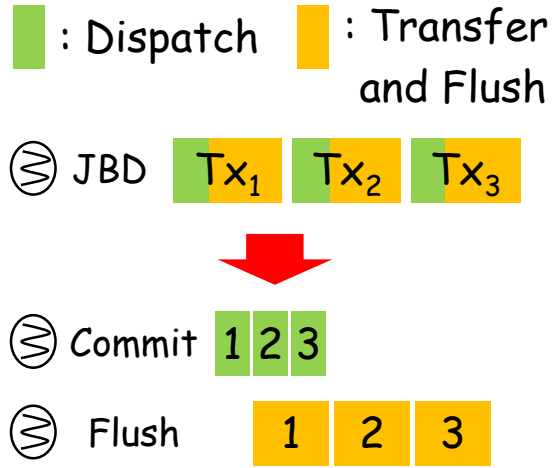 : Dispatch
: Transfer and Flush
JBD Tx₁ Tx₂ Tx₃
Commit 1 2 3
Flush 1 2 3